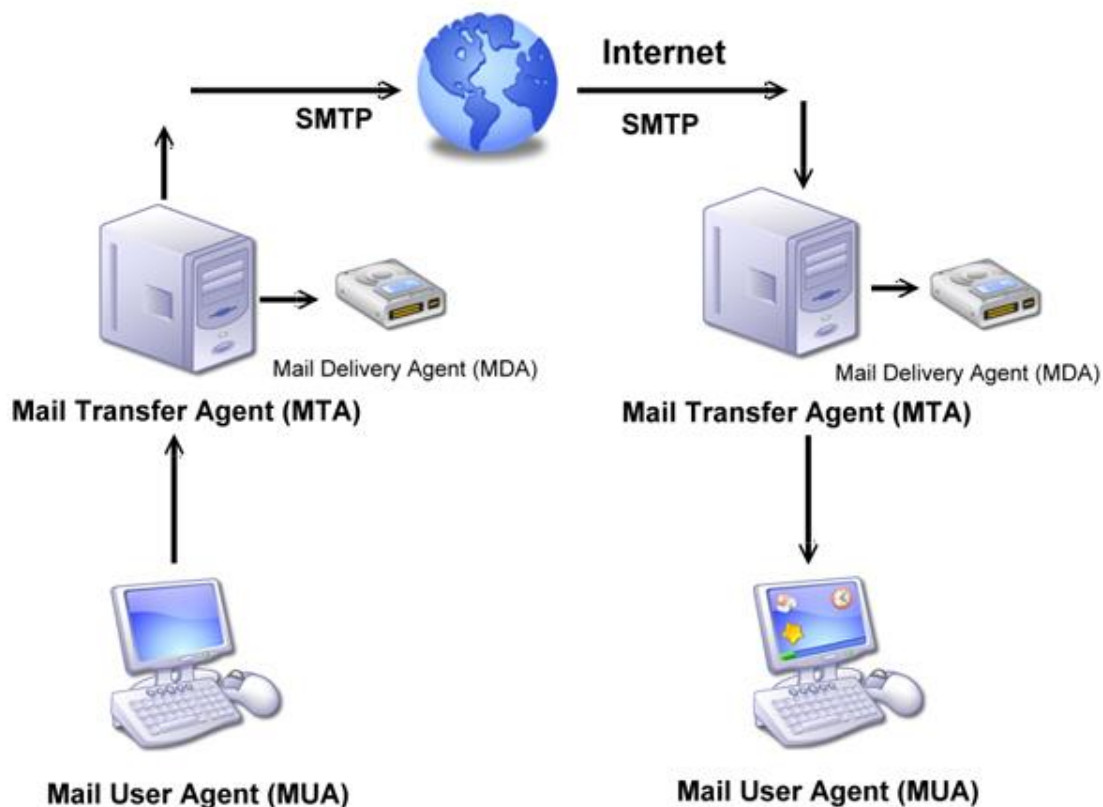 Internet
SMTP
SMTP
Mail Delivery Agent (MDA)
Mail Delivery Agent (MDA)
Mail Transfer Agent (MTA)
Mail Transfer Agent (MTA)
Mail User Agent (MUA)
Mail User Agent (MUA)